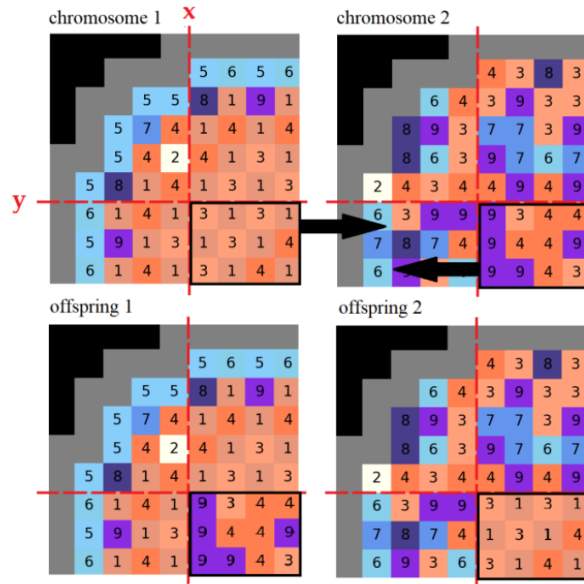 chromosome 1
x
5 6 5 6
5 5 8 1 9 1
5 7 4 1 4 1 4
5 4 2 4 1 3 1
5 8 1 4 1 3 1 3
y
6 1 4 1 3 1 3 1
5 9 1 3 1 3 1 4
6 1 4 1 3 1 4 1
chromosome 2
4 3 8 3
6 4 3 9 3 3
8 9 3 7 7 3 9
8 6 3 9 7 6 7
2 4 3 4 4 9 4 9
6 3 9 9 9 3 4 4
7 8 7 4 9 4 4 9
6 9 9 4 3
offspring 1
5 6 5 6
5 5 8 1 9 1
5 7 4 1 4 1 4
5 4 2 4 1 3 1
5 8 1 4 1 3 1 3
6 1 4 1 9 3 4 4
5 9 1 3 9 4 4 9
6 1 4 1 9 9 4 3
offspring 2
4 3 8 3
6 4 3 9 3 3
8 9 3 7 7 3 9
8 6 3 9 7 6 7
2 4 3 4 4 9 4 9
6 3 9 9 3 1 3 1
7 8 7 4 1 3 1 4
6 9 3 6 3 1 4 1